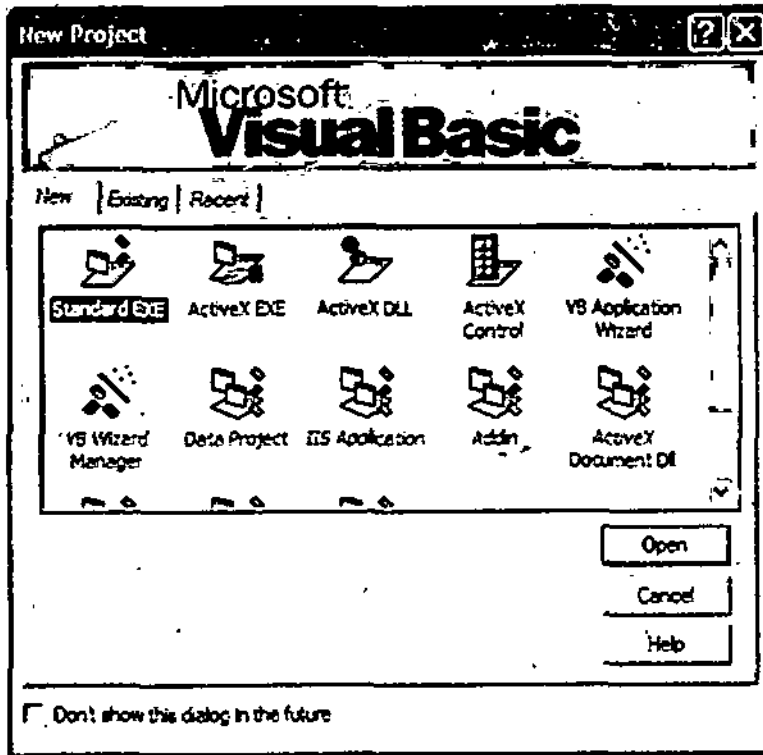 New Project
Microsoft
Visual Basic
New Existing Recent
Standard EXE ActiveX EXE ActiveX DLL ActiveX Control VB Application Wizard
VB Wizard Manager Data Project IIS Application Addin ActiveX Document Dll
Open
Cancel
Help
Don't show this dialog in the future